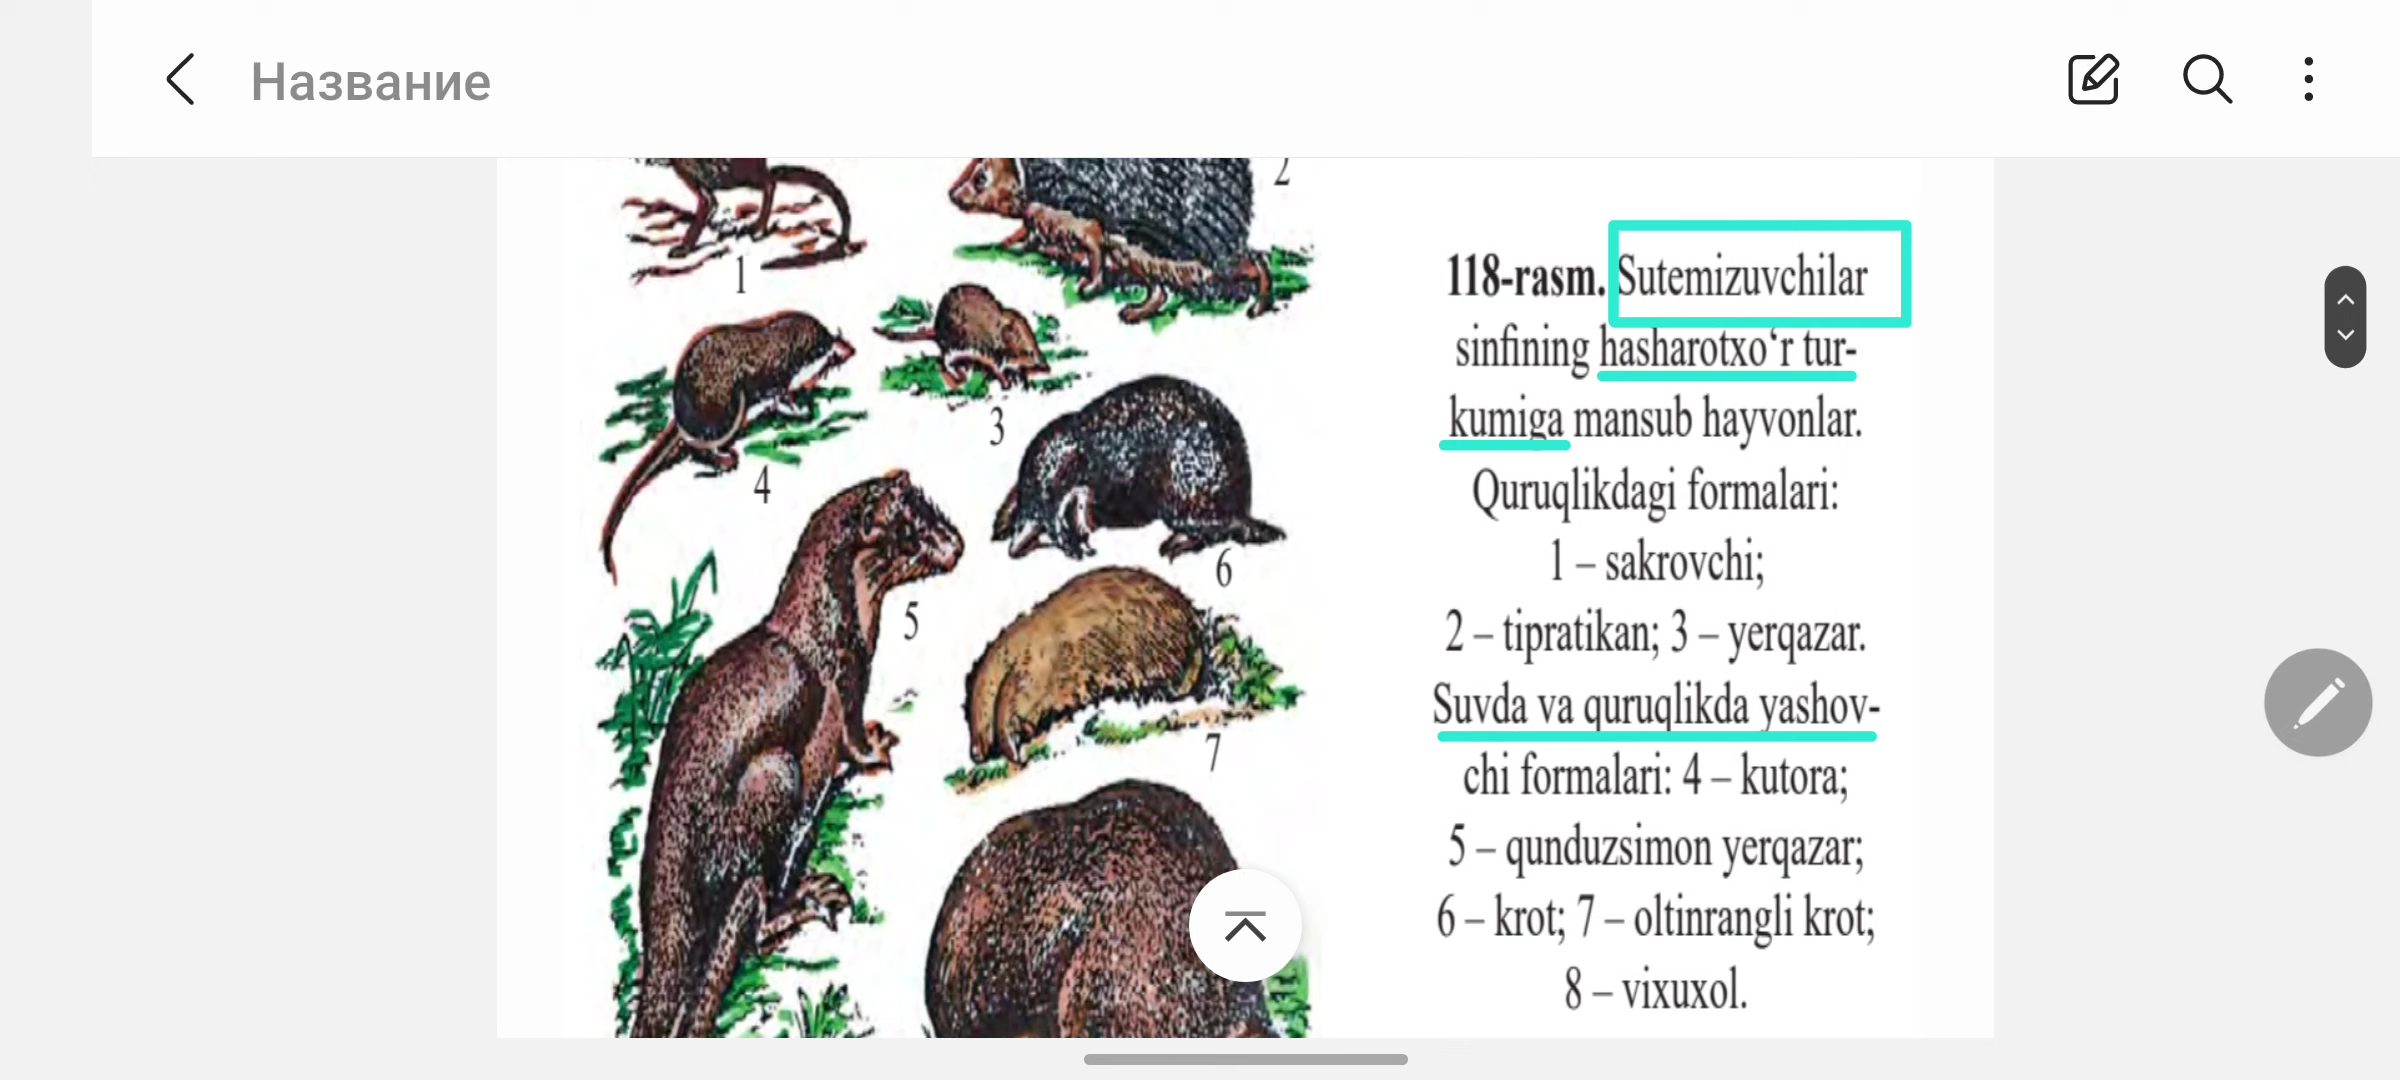 Название
1
2
3
4
5
6
7
118-rasm. Sutemizuvchilar
sinfining hasharotxo‘r tur-
kumiga mansub hayvonlar.
Quruqlikdagi formalari:
1 – sakrovchi;
2 – tipratikan; 3 – yerqazar.
Suvda va quruqlikda yashov-
chi formalari: 4 – kutora;
5 – qunduzsimon yerqazar;
6 – krot; 7 – oltinrangli krot;
8 – vixuxol.